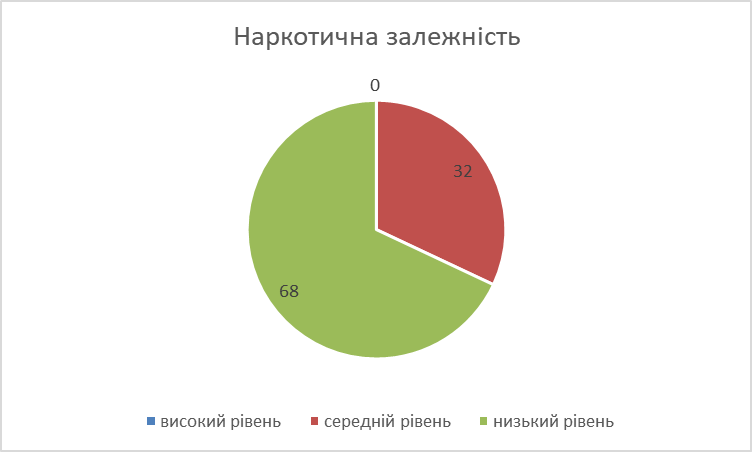 Наркотична залежність
0
32
68
високий рівень
середній рівень
низький рівень